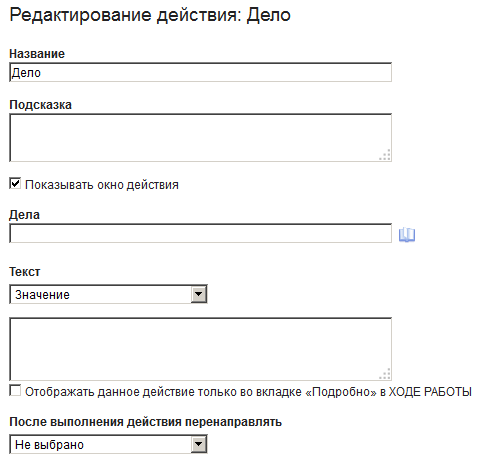 Редактирование действия: Дело
Название
Дело
Подсказка
Показывать окно действия
Дела
Текст
Значение
Отображать данное действие только во вкладке «Подробно» в ХОДЕ РАБОТЫ
После выполнения действия перенаправлять
Не выбрано